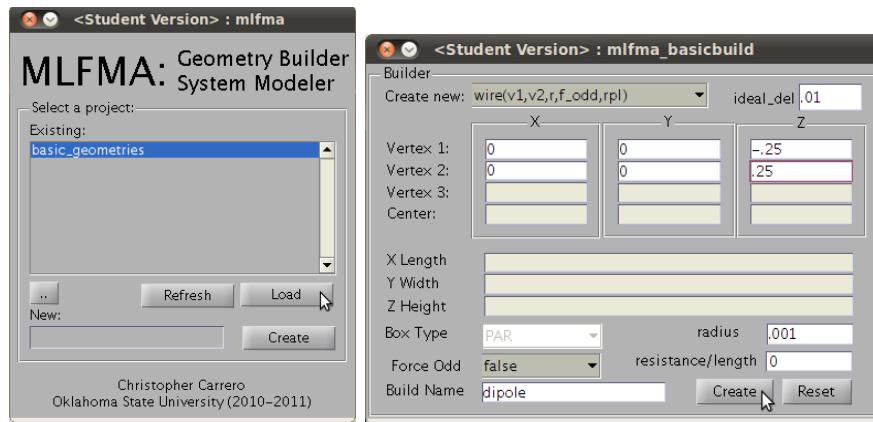 <Student Version> : mlfma
MLFMA: Geometry Builder
System Modeler
Select a project:
Existing:
basic_geometries
..
Refresh
Load
New:
Create
Christopher Carrero
Oklahoma State University (2010-2011)
<Student Version> : mlfma_basicbuild
Builder
Create new: wire(v1,v2,r,f_odd,rpl) ideal_del .01
X Y Z
Vertex 1: 0 0 -.25
Vertex 2: 0 0 .25
Vertex 3:
Center:
X Length
Y Width
Z Height
Box Type PAR radius .001
Force Odd false resistance/length 0
Build Name dipole Create Reset